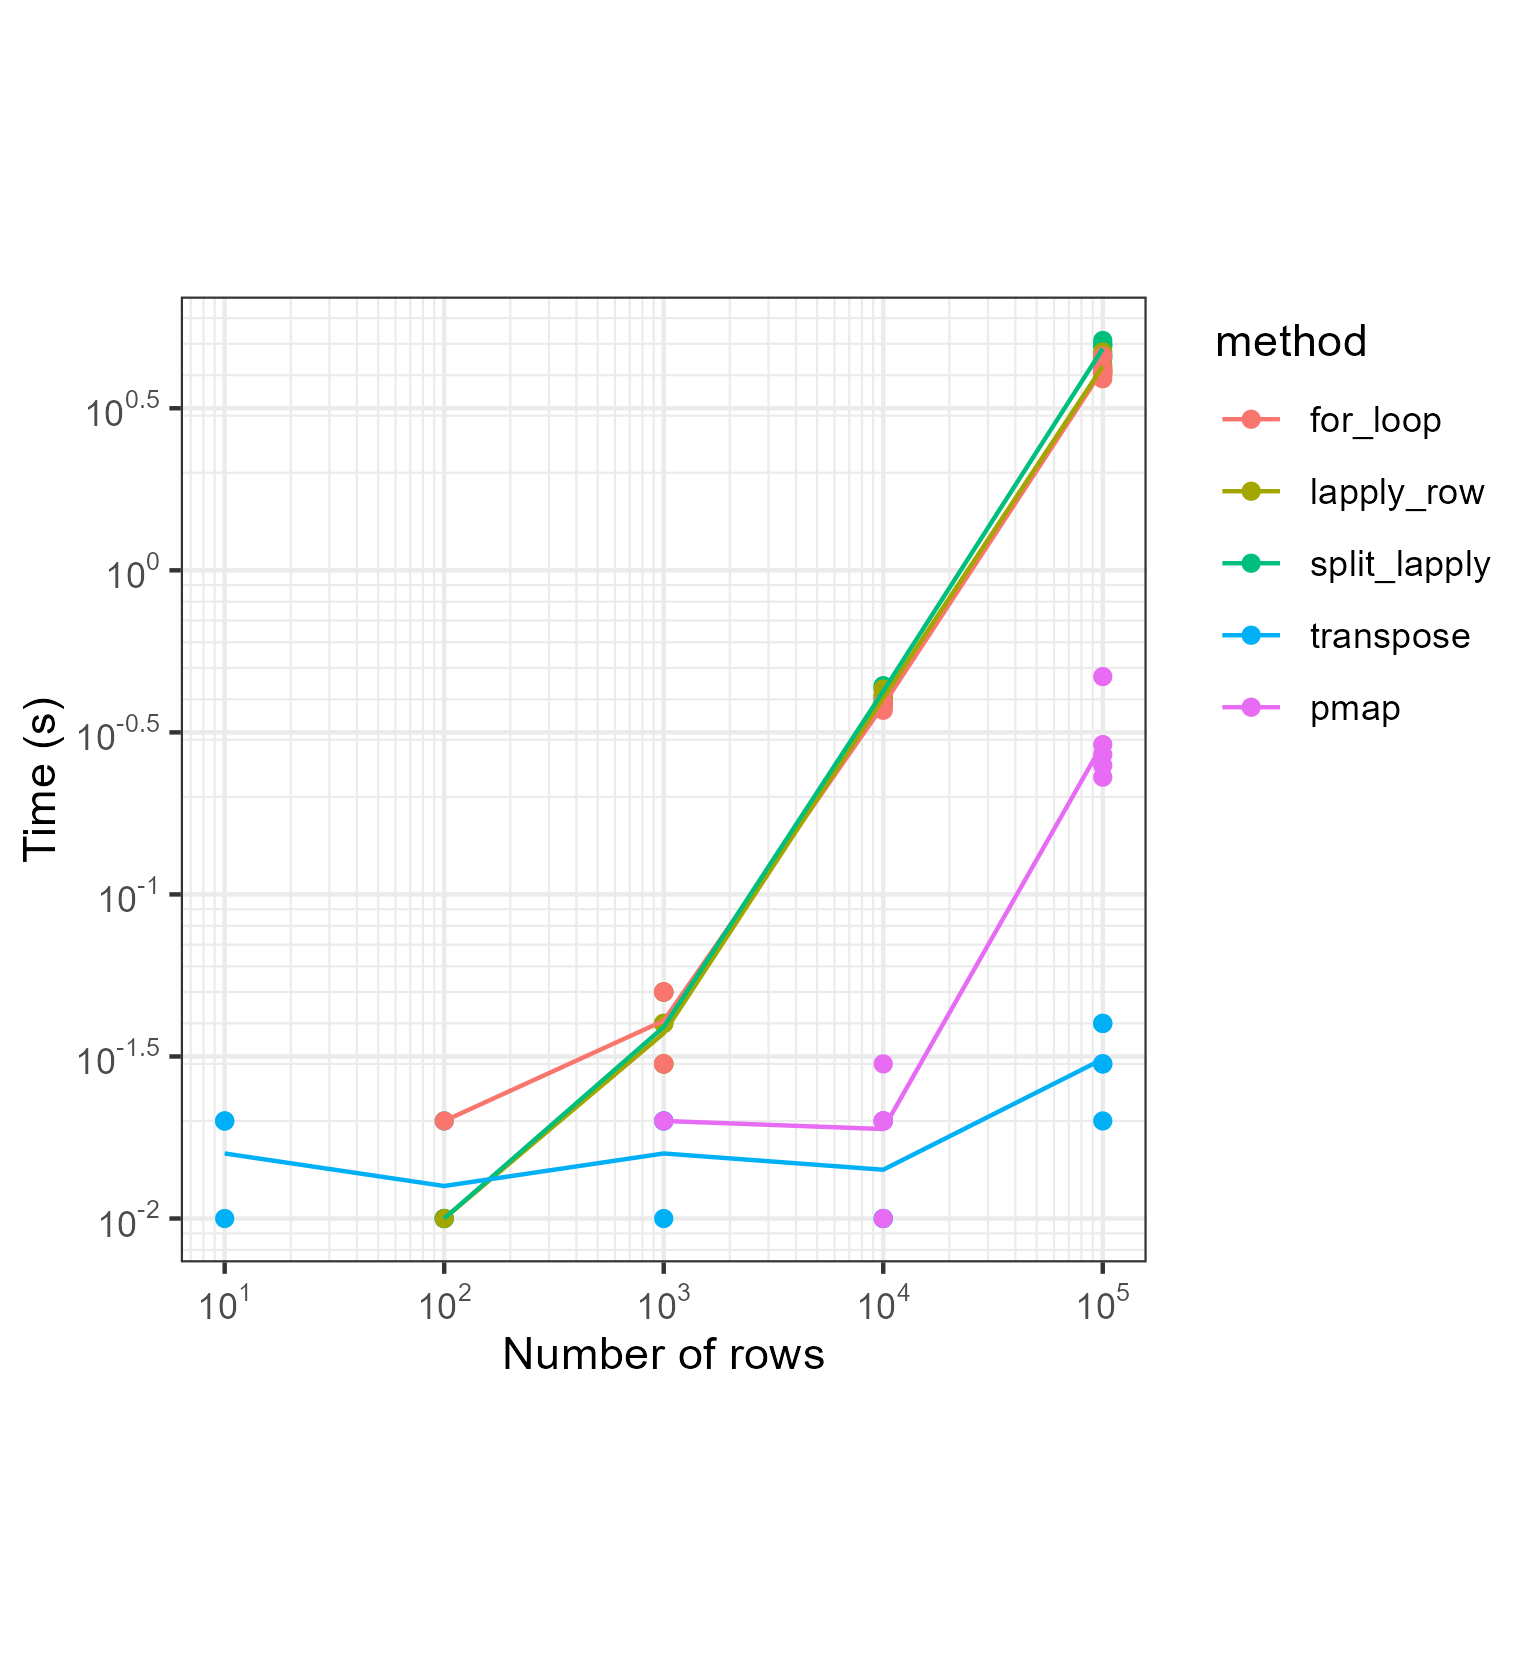 method
for_loop
lapply_row
split_lapply
transpose
pmap
Time (s)
10^0.5
10^0
10^-0.5
10^-1
10^-1.5
10^-2
10^1 10^2 10^3 10^4 10^5
Number of rows